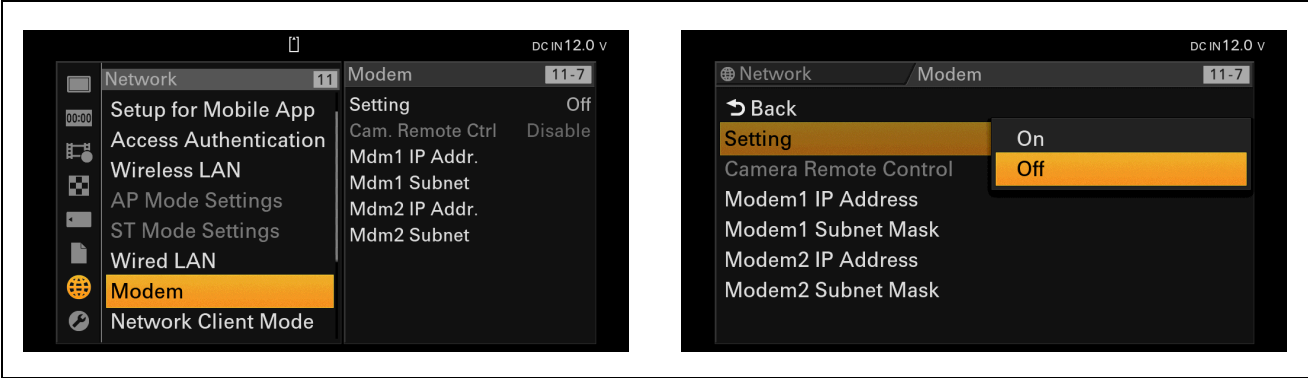 DC IN 12.0 V
Network 11
Setup for Mobile App
Access Authentication
Wireless LAN
AP Mode Settings
ST Mode Settings
Wired LAN
Modem
Network Client Mode
00:00
Modem 11-7
Setting Off
Cam. Remote Ctrl Disable
Mdm1 IP Addr.
Mdm1 Subnet
Mdm2 IP Addr.
Mdm2 Subnet
DC IN 12.0 V
Network Modem 11-7
Back
Setting
Camera Remote Control
Modem1 IP Address
Modem1 Subnet Mask
Modem2 IP Address
Modem2 Subnet Mask
On
Off